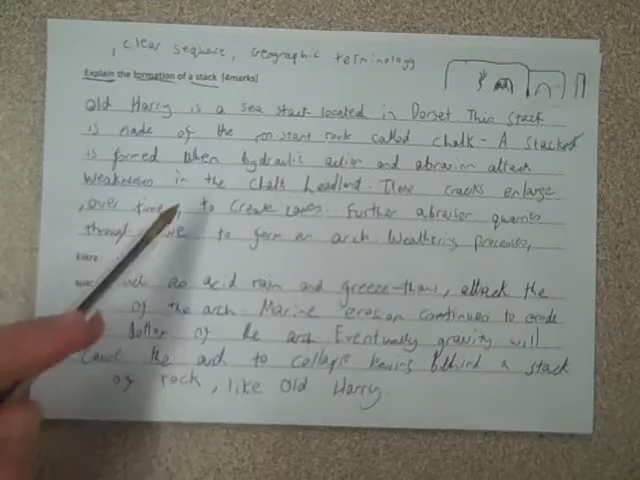 , clear sequence, Geographic terminology
Explain the formation of a stack (4marks)
Old Harry is a sea stack located in Dorset This stack
is made of the resistant rock called chalk - A stack
is formed when hydraulic action and abrasion attack
Weaknesses in the chalk headland. These cracks enlarge
, over time, to create caves. Further abrasion
through to form an arch Weathering processes,
Extra
acid rain and freeze-thaw, attack the
of the arch. Marine erosion continues to erode
of the arch Eventually gravity will
Cause the arch to collapse leaving behind a stack
of rock, like Old Harry